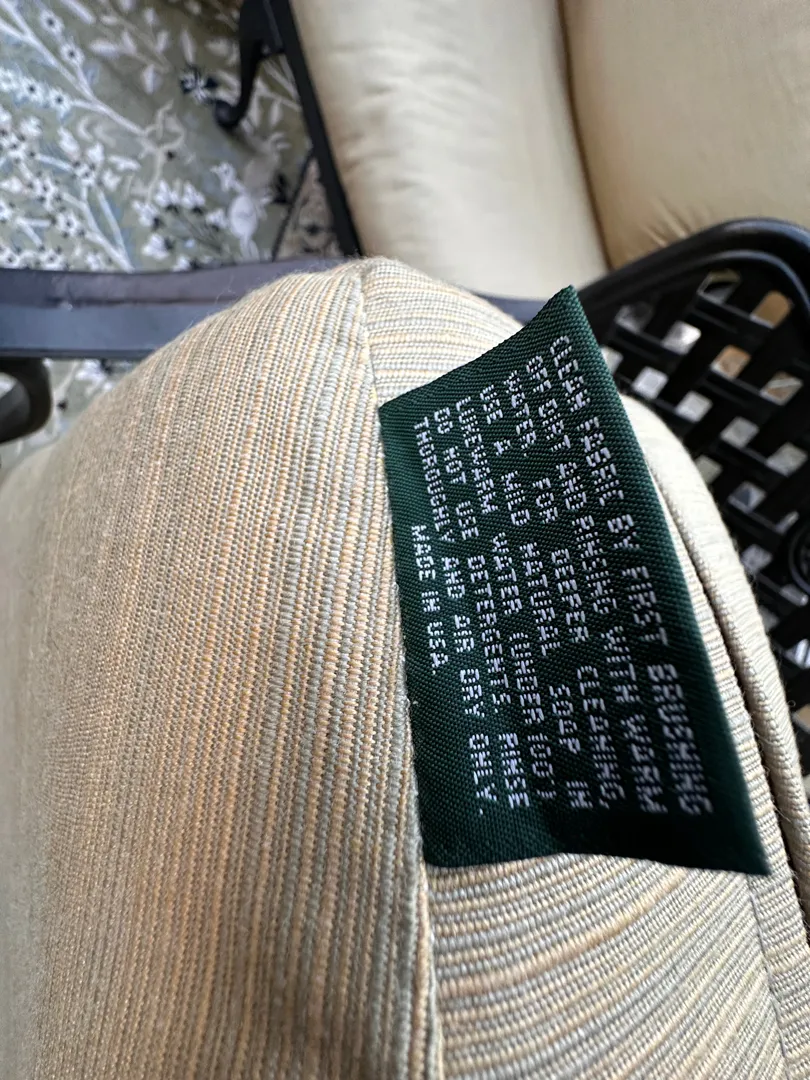 CLEAN FABRIC BY FIRST BRUSHING
OFF DIRT AND RINSING WITH WARM
WATER. FOR DEEPER CLEANING,
USE A MILD NATURAL SOAP IN
LUKEWARM WATER (UNDER 100)
DO NOT USE DETERGENTS. RINSE
THOROUGHLY AND AIR DRY ONLY.
MADE IN USA